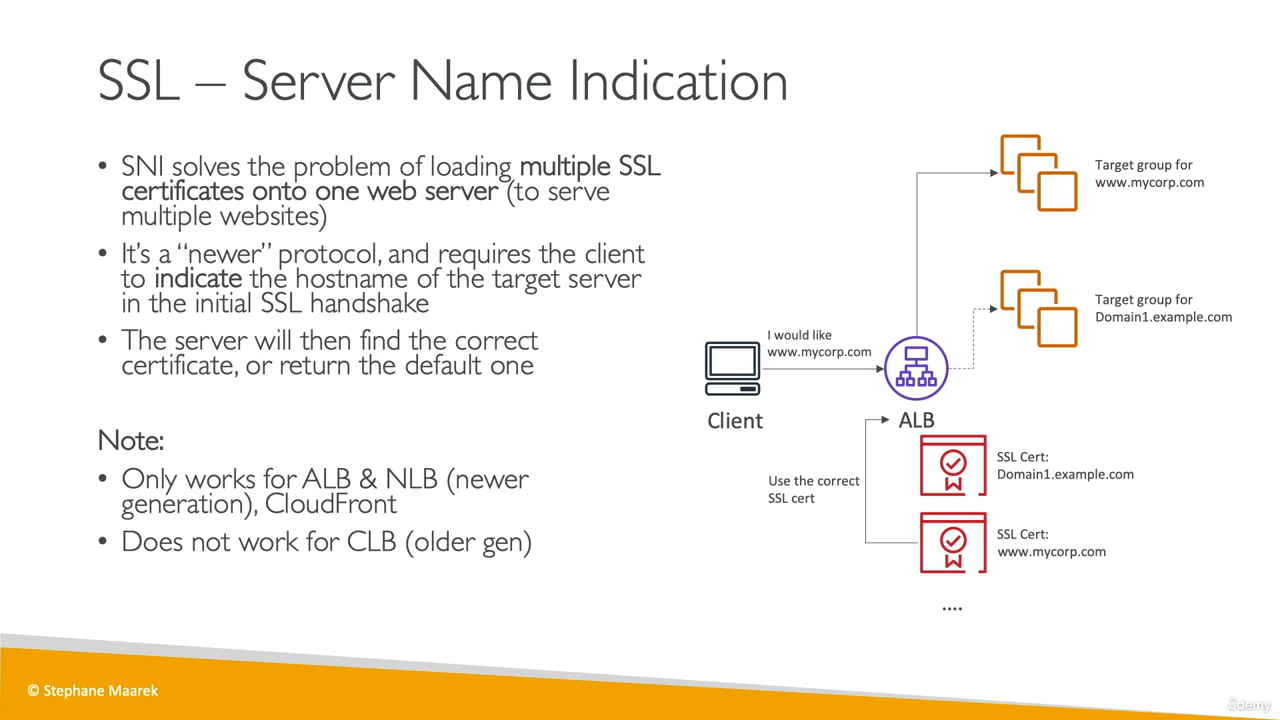 SSL – Server Name Indication
• SNI solves the problem of loading multiple SSL
certificates onto one web server (to serve
multiple websites)
• It's a "newer" protocol, and requires the client
to indicate the hostname of the target server
in the initial SSL handshake
• The server will then find the correct
certificate, or return the default one
Note:
• Only works for ALB & NLB (newer
generation), CloudFront
• Does not work for CLB (older gen)
Target group for
www.mycorp.com
Target group for
Domain1.example.com
I would like
www.mycorp.com
Client
ALB
Use the correct
SSL cert
SSL Cert:
Domain1.example.com
SSL Cert:
www.mycorp.com
....
© Stephane Maarek
ûdemy